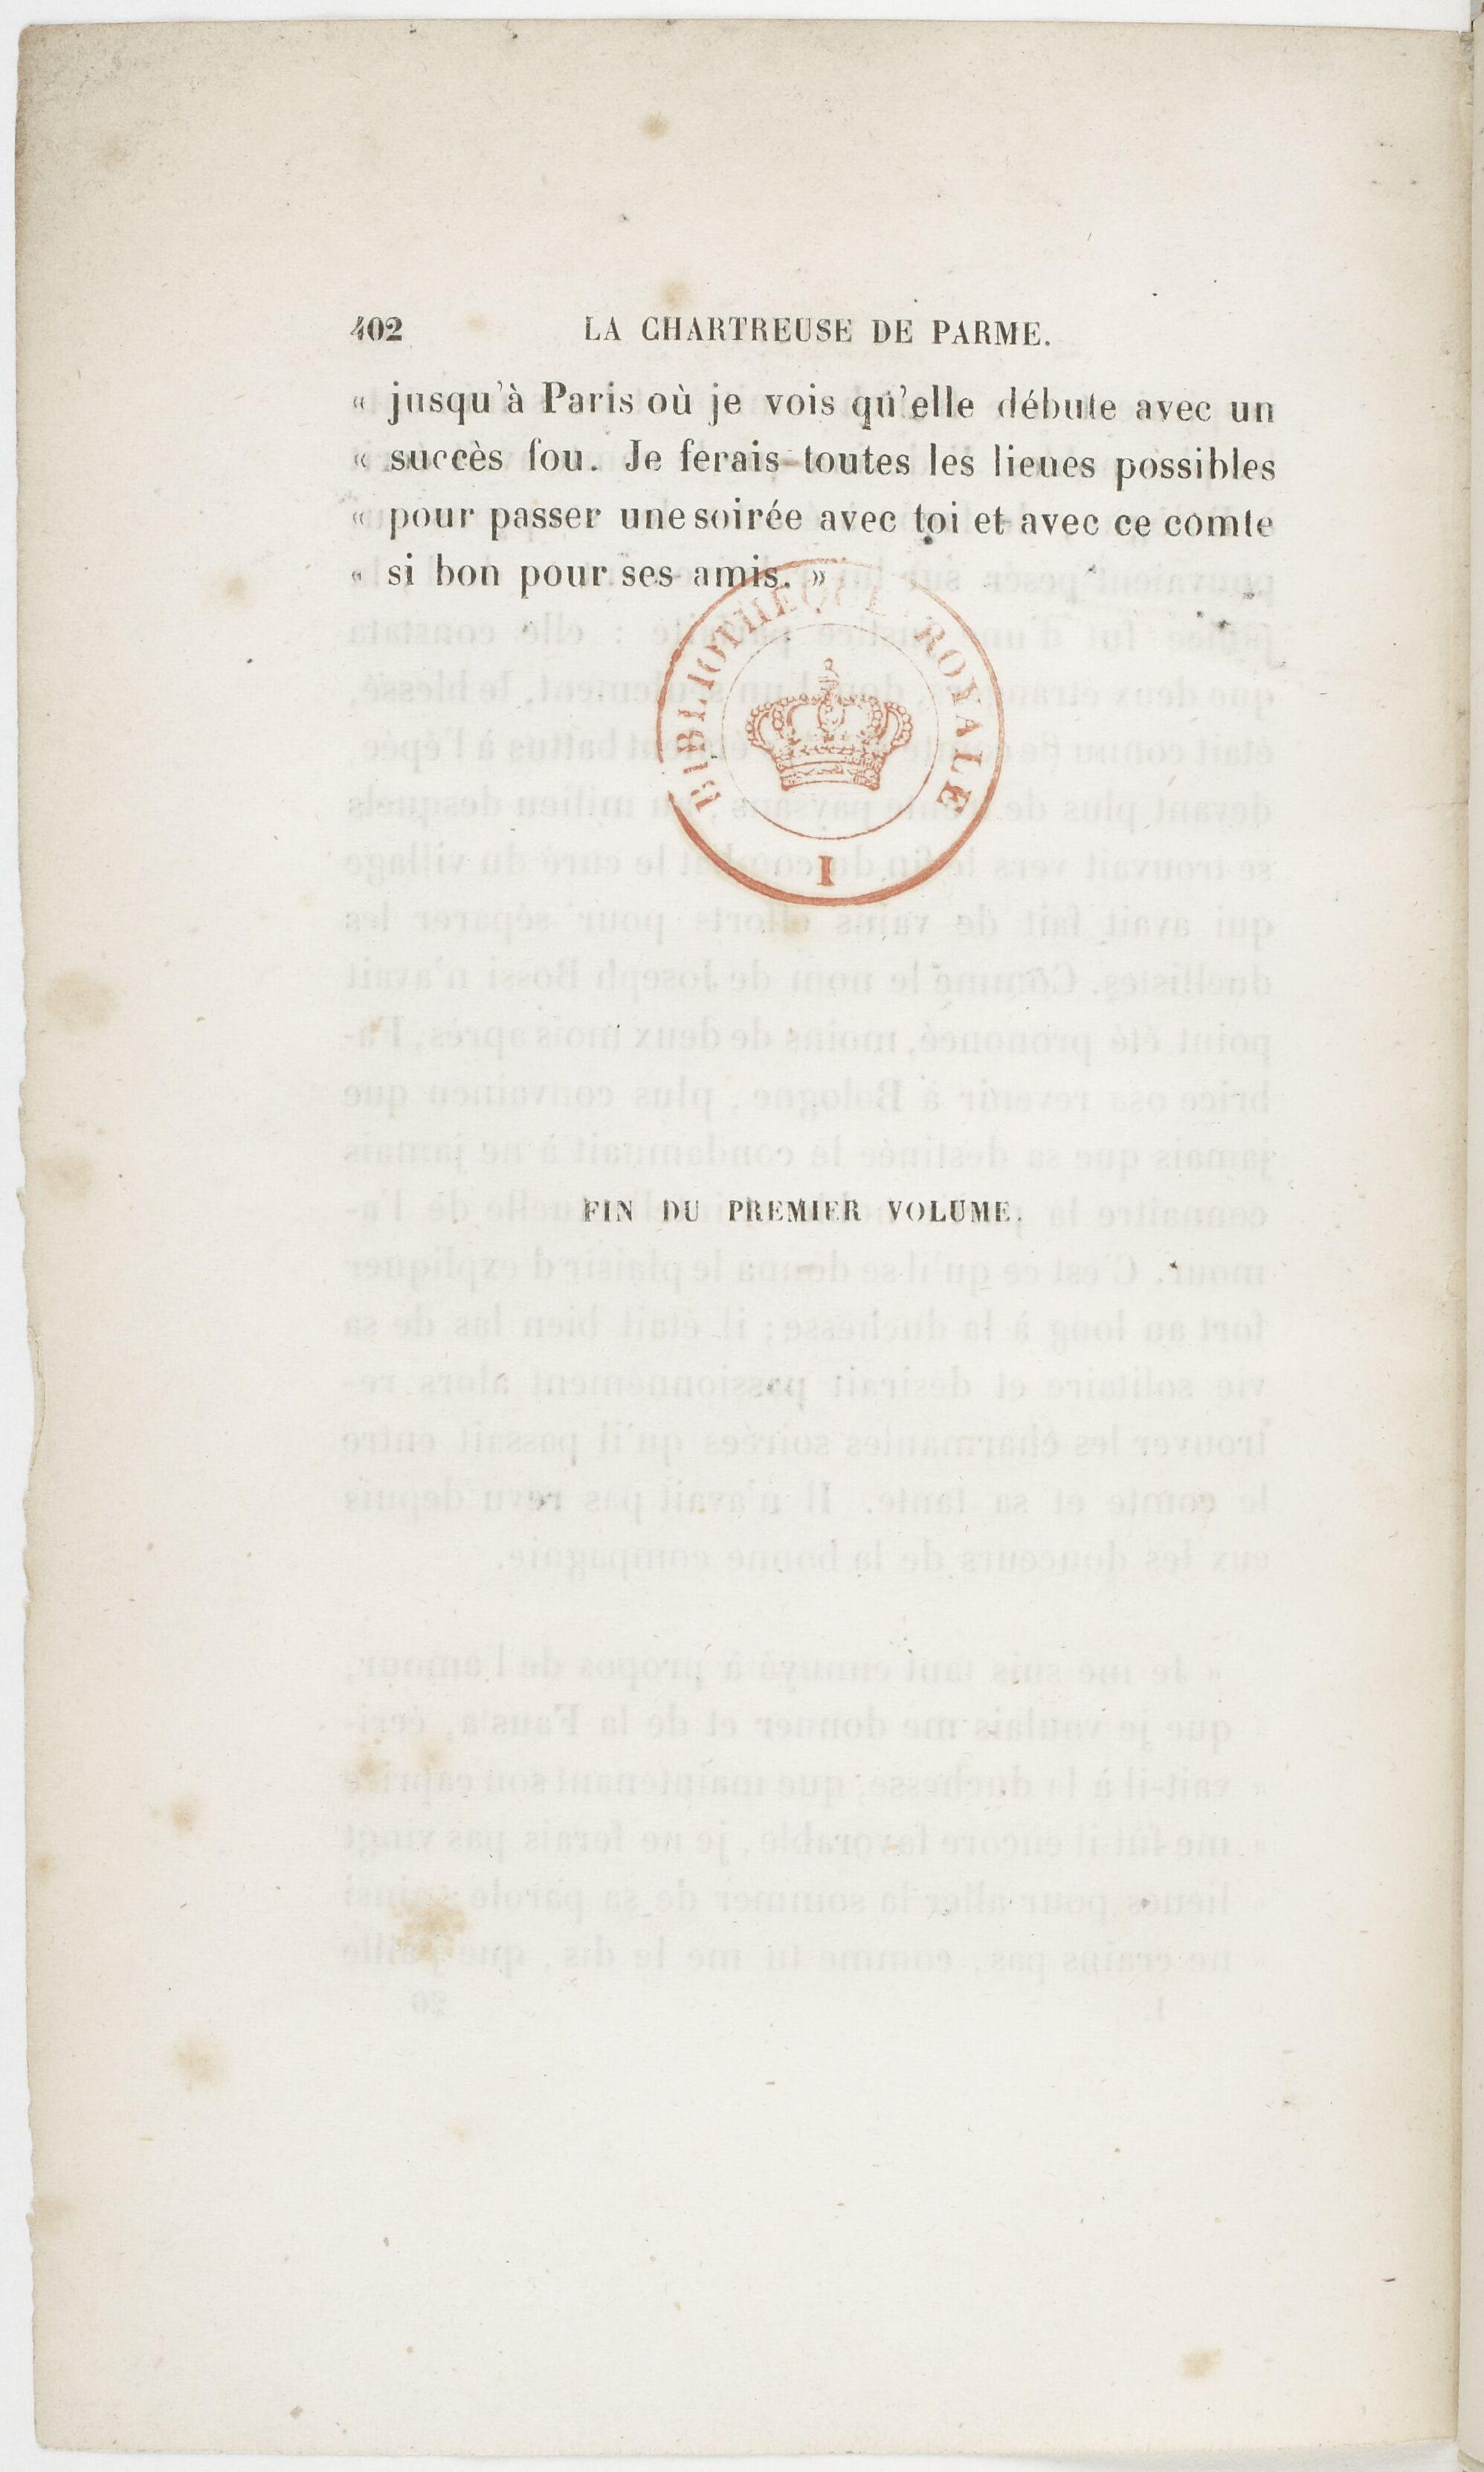 402 LA CHARTREUSE DE PARME.
« jusqu'à Paris où je vois qu'elle débute avec un
« succès fou. Je ferais toutes les lieues possibles
« pour passer une soirée avec toi et avec ce comte
« si bon pour ses amis. »
BIBLIOTHEQUE ROYALE
I
FIN DU PREMIER VOLUME.